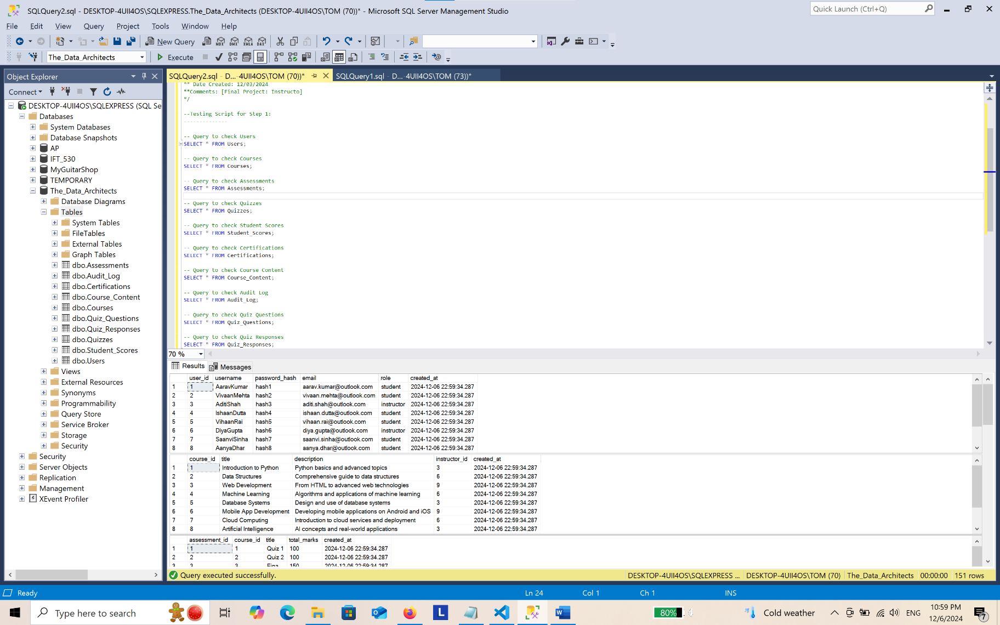 SQLQuery2.sql - DESKTOP-4UII4OS\SQLEXPRESS.The_Data_Architects (DESKTOP-4UII4OS\TOM (70))* - Microsoft SQL Server Management Studio
Quick Launch (Ctrl+Q)
File Edit View Query Project Tools Window Help
New Query MDX DMX XMLA DAX
The_Data_Architects Execute
Object Explorer
Connect
DESKTOP-4UII4OS\SQLEXPRESS (SQL Se
Databases
System Databases
Database Snapshots
AP
IFT_530
MyGuitarShop
TEMPORARY
The_Data_Architects
Database Diagrams
Tables
System Tables
FileTables
External Tables
Graph Tables
dbo.Assessments
dbo.Audit_Log
dbo.Certifications
dbo.Course_Content
dbo.Courses
dbo.Quiz_Questions
dbo.Quiz_Responses
dbo.Quizzes
dbo.Student_Scores
dbo.Users
Views
External Resources
Synonyms
Programmability
Query Store
Service Broker
Storage
Security
Security
Server Objects
Replication
Management
XEvent Profiler
SQLQuery2.sql - D...-4UII4OS\TOM (70))* SQLQuery1.sql - D... -4UII4OS\TOM (73))*
** Date Created: 12/03/2024
**Comments: [Final Project: Instructo]
*/
--Testing Script for Step 1:
--------------
-- Query to check Users
SELECT * FROM Users;
-- Query to check Courses
SELECT * FROM Courses;
-- Query to check Assessments
SELECT * FROM Assessments;
-- Query to check Quizzes
SELECT * FROM Quizzes;
-- Query to check Student Scores
SELECT * FROM Student_Scores;
-- Query to check Certifications
SELECT * FROM Certifications;
-- Query to check Course Content
SELECT * FROM Course_Content;
-- Query to check Audit Log
SELECT * FROM Audit_Log;
-- Query to check Quiz Questions
SELECT * FROM Quiz_Questions;
-- Query to check Quiz Responses
SELECT * FROM Quiz_Responses;
70 %
Results Messages
user_id username password_hash email role created_at
1 1 AaravKumar hash1 aarav.kumar@outlook.com student 2024-12-06 22:59:34.287
2 2 VivaanMehta hash2 vivaan.mehta@outlook.com student 2024-12-06 22:59:34.287
3 3 AditiShah hash3 aditi.shah@outlook.com instructor 2024-12-06 22:59:34.287
4 4 IshaanDutta hash4 ishaan.dutta@outlook.com student 2024-12-06 22:59:34.287
5 5 VihaanRai hash5 vihaan.rai@outlook.com student 2024-12-06 22:59:34.287
6 6 DiyaGupta hash6 diya.gupta@outlook.com instructor 2024-12-06 22:59:34.287
7 7 SaanviSinha hash7 saanvi.sinha@outlook.com student 2024-12-06 22:59:34.287
8 8 AanyaDhar hash8 aanya.dhar@outlook.com student 2024-12-06 22:59:34.287
course_id title description instructor_id created_at
1 1 Introduction to Python Python basics and advanced topics 3 2024-12-06 22:59:34.287
2 2 Data Structures Comprehensive guide to data structures 6 2024-12-06 22:59:34.287
3 3 Web Development From HTML to advanced web technologies 9 2024-12-06 22:59:34.287
4 4 Machine Learning Algorithms and applications of machine learning 6 2024-12-06 22:59:34.287
5 5 Database Systems Design and use of database systems 3 2024-12-06 22:59:34.287
6 6 Mobile App Development Developing mobile applications on Android and iOS 9 2024-12-06 22:59:34.287
7 7 Cloud Computing Introduction to cloud services and deployment 6 2024-12-06 22:59:34.287
8 8 Artificial Intelligence AI concepts and real-world applications 3 2024-12-06 22:59:34.287
assessment_id course_id title total_marks created_at
1 1 1 Quiz 1 100 2024-12-06 22:59:34.287
2 2 2 Quiz 2 100 2024-12-06 22:59:34.287
3 3 3 Fina 150 2024-12-06 22:59:34.287
Query executed successfully. DESKTOP-4UII4OS\SQLEXPRESS ... DESKTOP-4UII4OS\TOM (70) The_Data_Architects 00:00:00 151 rows
Ready Ln 24 Col 1 Ch 1 INS
Type here to search L W 80% Cold weather ENG 10:59 PM
12/6/2024 7